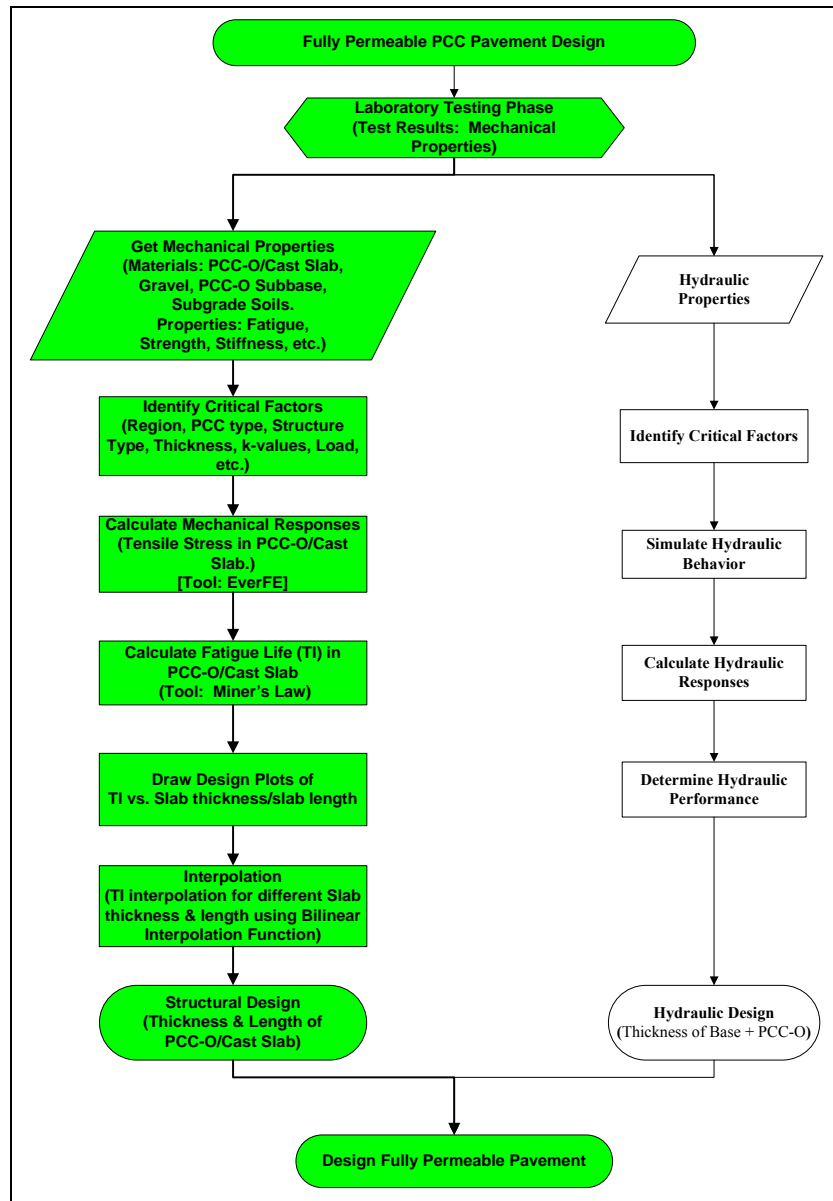 Fully Permeable PCC Pavement Design
Laboratory Testing Phase
(Test Results: Mechanical
Properties)
Get Mechanical Properties
(Materials: PCC-O/Cast Slab,
Gravel, PCC-O Subbase,
Subgrade Soils.
Properties: Fatigue,
Strength, Stiffness, etc.)
Identify Critical Factors
(Region, PCC type, Structure
Type, Thickness, k-values, Load,
etc.)
Calculate Mechanical Responses
(Tensile Stress in PCC-O/Cast
Slab.)
[Tool: EverFE]
Calculate Fatigue Life (TI) in
PCC-O/Cast Slab
(Tool: Miner's Law)
Draw Design Plots of
TI vs. Slab thickness/slab length
Interpolation
(TI interpolation for different Slab
thickness & length using Bilinear
Interpolation Function)
Structural Design
(Thickness & Length of
PCC-O/Cast Slab)
Hydraulic
Properties
Identify Critical Factors
Simulate Hydraulic
Behavior
Calculate Hydraulic
Responses
Determine Hydraulic
Performance
Hydraulic Design
(Thickness of Base + PCC-O)
Design Fully Permeable Pavement